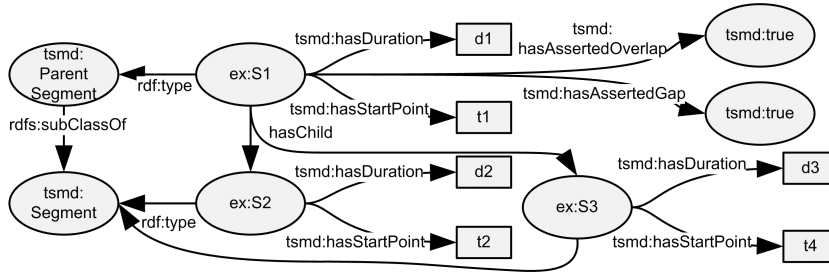 tsmd:
hasAssertedOverlap
tsmd:true
tsmd:hasDuration
d1
tsmd:
Parent
Segment
rdf:type
ex:S1
tsmd:hasAssertedGap
tsmd:true
tsmd:hasStartPoint
t1
rdfs:subClassOf
hasChild
tsmd:hasDuration
d2
tsmd:hasDuration
d3
tsmd:
Segment
rdf:type
ex:S2
ex:S3
tsmd:hasStartPoint
t2
tsmd:hasStartPoint
t4